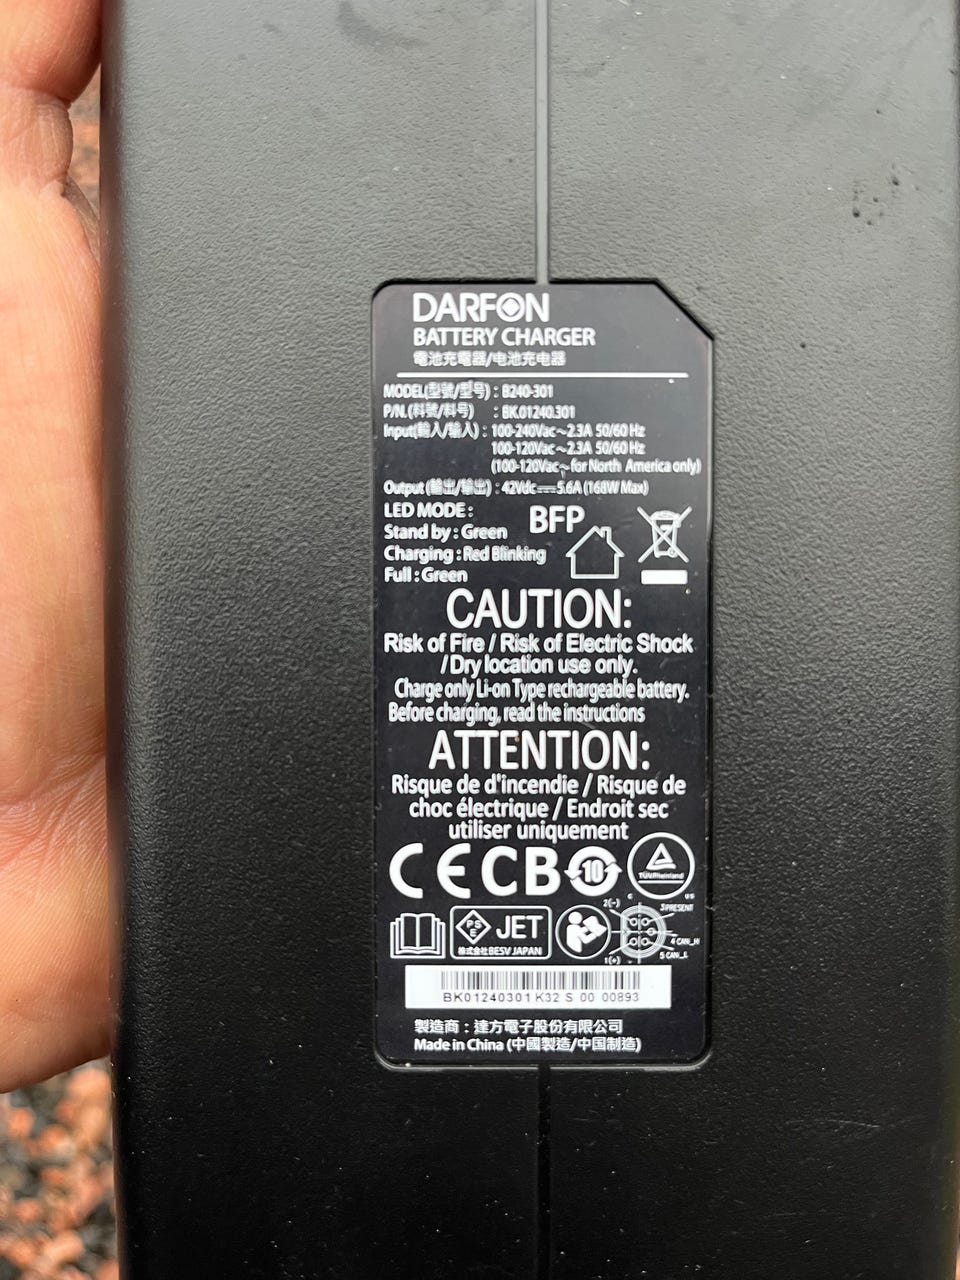 DARFON
BATTERY CHARGER
電池充電器/电池充电器
MODEL(型號/型号) : B240-301
P/N.(料號/料号) : BK.01240.301
Input(輸入/输入) : 100-240Vac~2.3A 50/60 Hz
100-120Vac~2.3A 50/60 Hz
(100-120Vac~for North America only)
Output (輸出/输出) : 42Vdc⎓5.6A (168W Max)
LED MODE :
Stand by : Green
Charging : Red Blinking
Full : Green
BFP
CAUTION:
Risk of Fire / Risk of Electric Shock
/ Dry location use only.
Charge only Li-on Type rechargeable battery.
Before charging, read the instructions
ATTENTION:
Risque de d'incendie / Risque de
choc électrique / Endroit sec
utiliser uniquement
CE CB 10 TÜVRheinland
C US
PSE JET
株式会社BESV JAPAN
2(-)
3 PRESENT
4 CAN_H
5 CAN_L
1(+)
BK01240301 K32 S 00 00893
製造商 : 達方電子股份有限公司
Made in China (中國製造/中国制造)